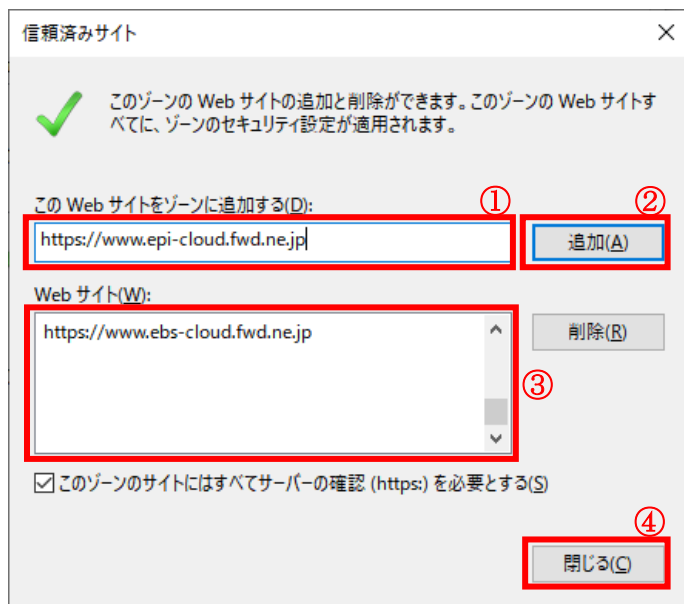 信頼済みサイト
このゾーンの Web サイトの追加と削除ができます。このゾーンの Web サイトす
べてに、ゾーンのセキュリティ設定が適用されます。
この Web サイトをゾーンに追加する(D):
①
②
https://www.epi-cloud.fwd.ne.jp
追加(A)
Web サイト(W):
https://www.ebs-cloud.fwd.ne.jp
削除(R)
③
このゾーンのサイトにはすべてサーバーの確認 (https:) を必要とする(S)
④
閉じる(C)